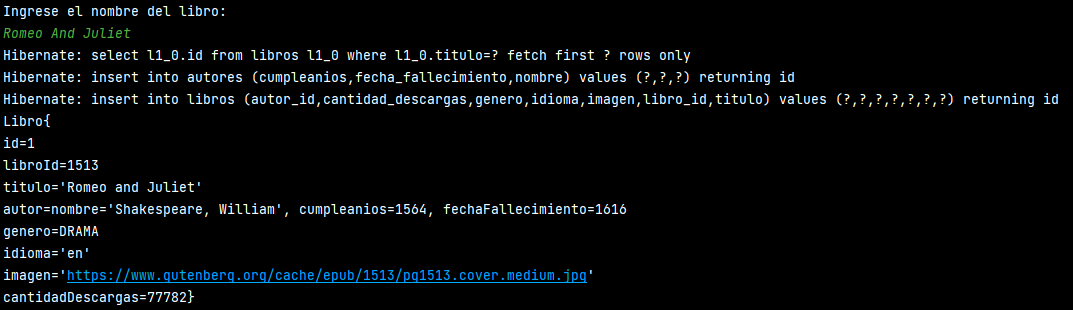 Ingrese el nombre del libro:
Romeo And Juliet
Hibernate: select l1_0.id from libros l1_0 where l1_0.titulo=? fetch first ? rows only
Hibernate: insert into autores (cumpleanios,fecha_fallecimiento,nombre) values (?,?,?) returning id
Hibernate: insert into libros (autor_id,cantidad_descargas,genero,idioma,imagen,libro_id,titulo) values (?,?,?,?,?,?,?) returning id
Libro{
id=1
libroId=1513
titulo='Romeo and Juliet'
autor=nombre='Shakespeare, William', cumpleanios=1564, fechaFallecimiento=1616
genero=DRAMA
idioma='en'
imagen='https://www.gutenberg.org/cache/epub/1513/pg1513.cover.medium.jpg'
cantidadDescargas=77782}